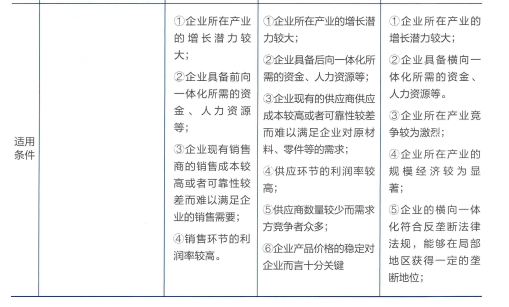 适用
条件
①企业所在产业
的增长潜力较
大；
②企业具备前向
一体化所需的资
金、人力资源
等；
③企业现有销售
商的销售成本较
高或者可靠性较
差而难以满足企
业的销售需要；
④销售环节的利
润率较高。
①企业所在产业的增长潜
力较大；
②企业具备后向一体化所
需的资金、人力资源等；
③企业现有的供应商供应
成本较高或者可靠性较差
而难以满足企业对原材
料、零件等的需求；
④供应环节的利润率较
高；
⑤供应商数量较少而需求
方竞争者众多；
⑥企业产品价格的稳定对
企业而言十分关键
①企业所在产业的
增长潜力较大；
②企业具备横向一
体化所需的资金、
人力资源等。
③企业所在产业竞
争较为激烈；
④企业所在产业的
规模经济较为显
著；
⑤企业的横向一体
化符合反垄断法律
法规，能够在局部
地区获得一定的垄
断地位；